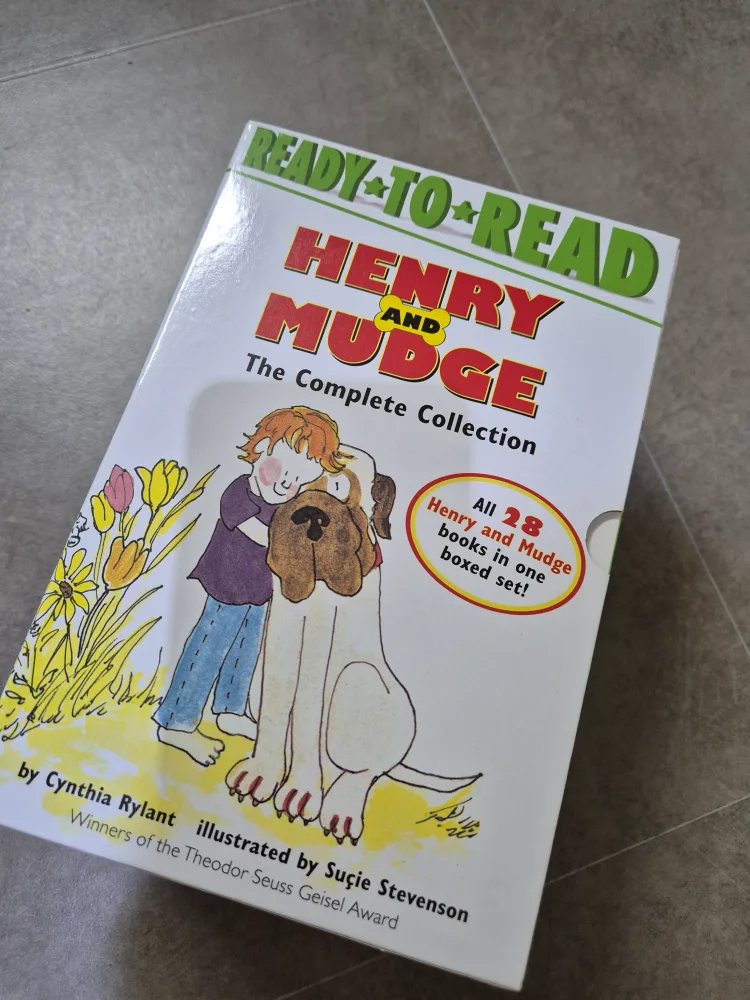 READY★TO★READ
HENRY
AND
MUDGE
The Complete Collection
All 28
Henry and Mudge
books in one
boxed set!
by Cynthia Rylant illustrated by Suçie Stevenson
Winners of the Theodor Seuss Geisel Award